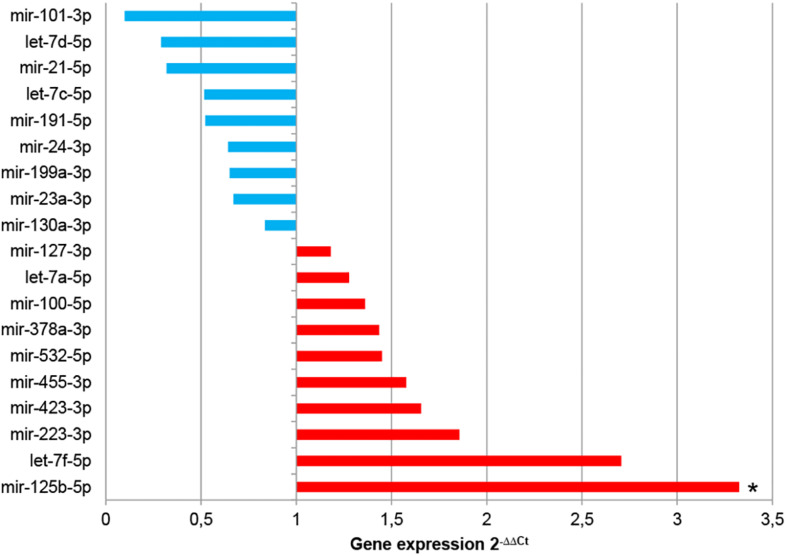 mir-101-3p
let-7d-5p
mir-21-5p
let-7c-5p
mir-191-5p
mir-24-3p
mir-199a-3p
mir-23a-3p
mir-130a-3p
mir-127-3p
let-7a-5p
mir-100-5p
mir-378a-3p
mir-532-5p
mir-455-3p
mir-423-3p
mir-223-3p
let-7f-5p
mir-125b-5p *
0 0,5 1 1,5 2 2,5 3 3,5
Gene expression 2-ΔΔCt